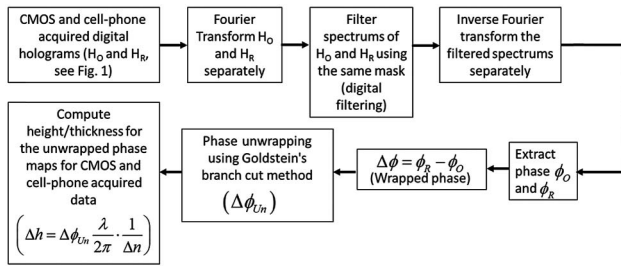 CMOS and cell-phone
acquired digital
holograms (H_O and H_R,
see Fig. 1)
Fourier
Transform H_O
and H_R
separately
Filter
spectrums of
H_O and H_R using
the same mask
(digital
filtering)
Inverse Fourier
transform the
filtered spectrums
separately
Extract
phase ϕ_O
and ϕ_R
Δϕ = ϕ_R − ϕ_O
(Wrapped phase)
Phase unwrapping
using Goldstein's
branch cut method
(Δϕ_Un)
Compute
height/thickness for
the unwrapped phase
maps for CMOS and
cell-phone acquired
data
(Δh = Δϕ_Un λ/2π · 1/Δn)